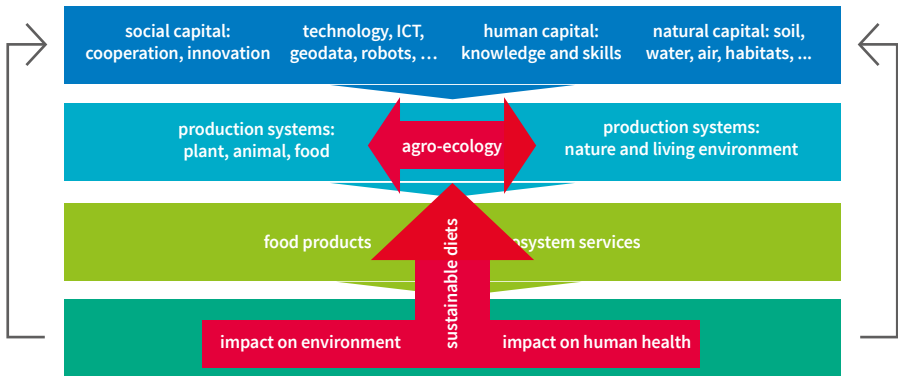 social capital:
cooperation, innovation
technology, ICT,
geodata, robots, …
human capital:
knowledge and skills
natural capital: soil,
water, air, habitats, ...
production systems:
plant, animal, food
agro-ecology
production systems:
nature and living environment
food products
services
sustainable diets
impact on environment
impact on human health